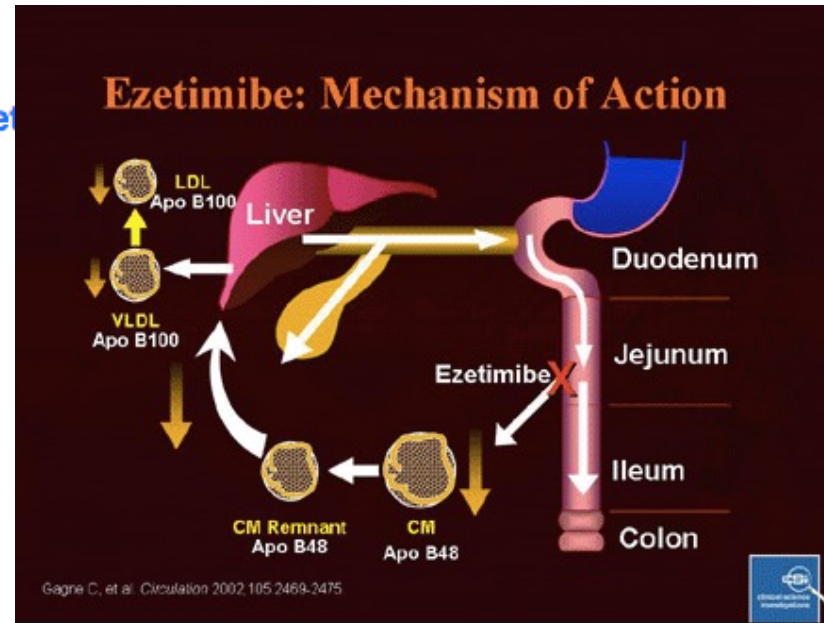 Ezetimibe: Mechanism of Action
et
LDL
Apo B100
Liver
Duodenum
VLDL
Apo B100
Ezetimibe
X
Jejunum
Ileum
CM Remnant
Apo B48
CM
Apo B48
Colon
Gagne C, et al. Circulation 2002;105:2469-2475.